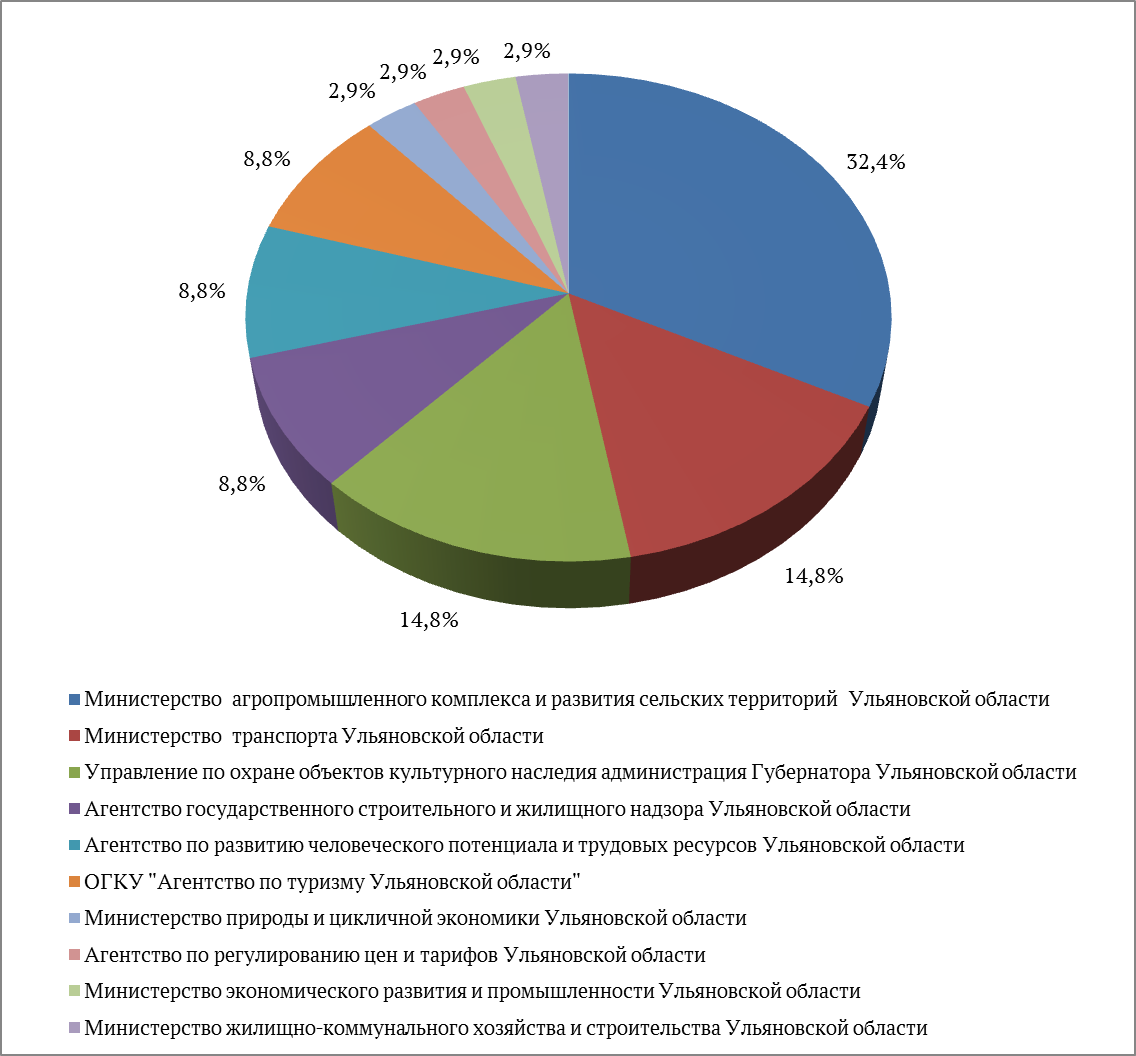 2,9%
2,9%
2,9%
2,9%
8,8%
32,4%
8,8%
8,8%
14,8%
14,8%
Министерство агропромышленного комплекса и развития сельских территорий Ульяновской области
Министерство транспорта Ульяновской области
Управление по охране объектов культурного наследия администрация Губернатора Ульяновской области
Агентство государственного строительного и жилищного надзора Ульяновской области
Агентство по развитию человеческого потенциала и трудовых ресурсов Ульяновской области
ОГКУ "Агентство по туризму Ульяновской области"
Министерство природы и цикличной экономики Ульяновской области
Агентство по регулированию цен и тарифов Ульяновской области
Министерство экономического развития и промышленности Ульяновской области
Министерство жилищно-коммунального хозяйства и строительства Ульяновской области